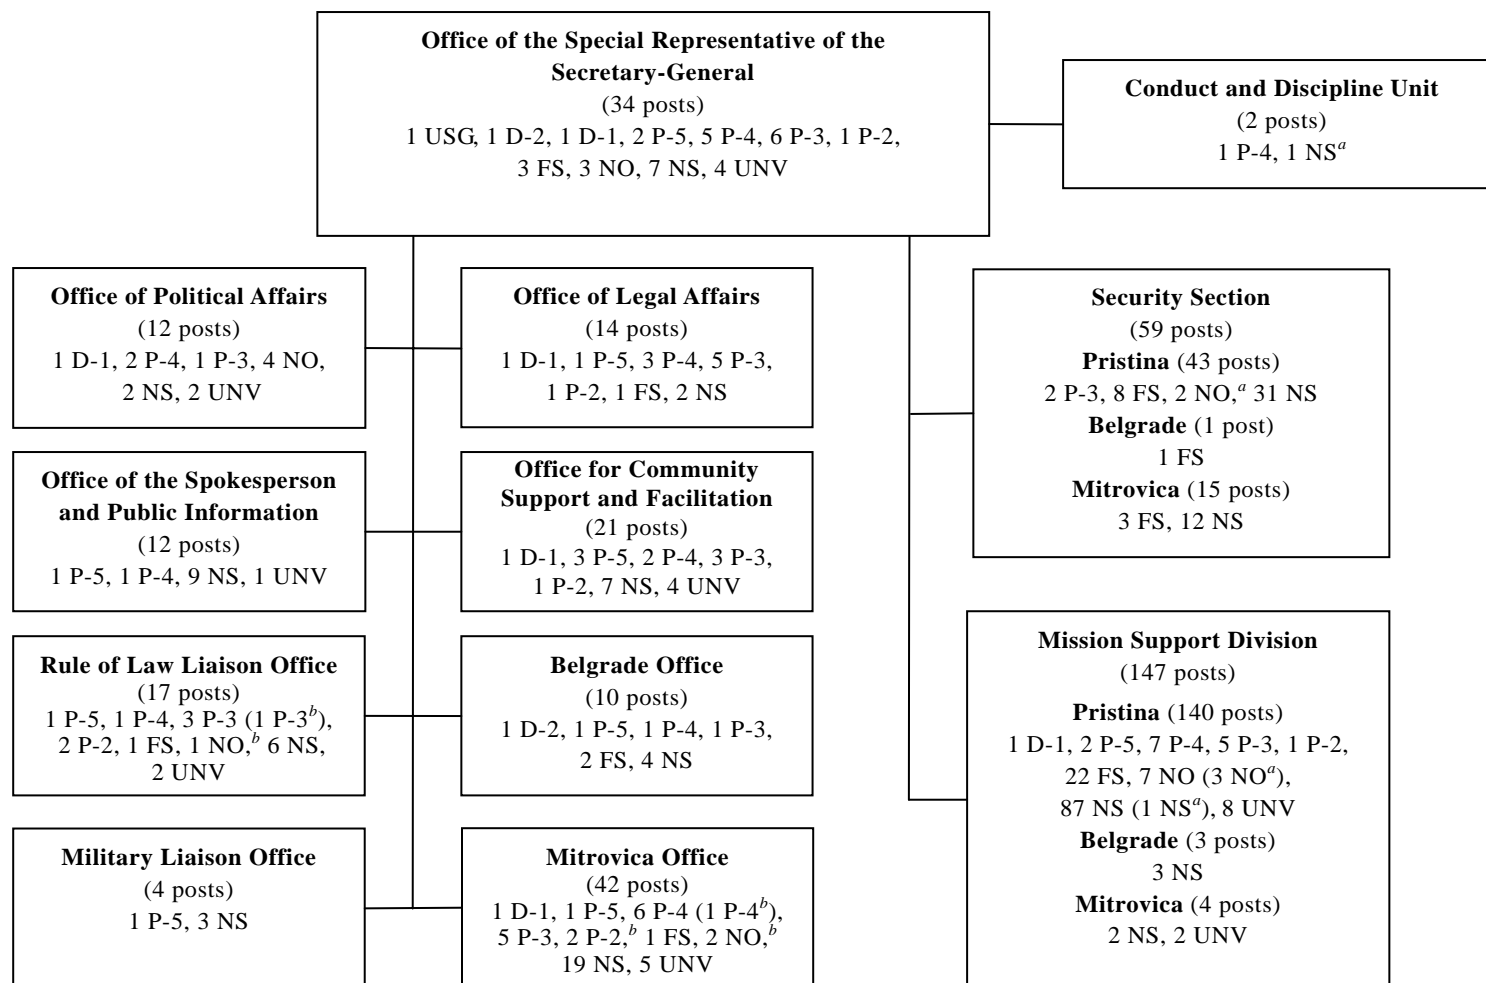 Office of the Special Representative of the
Secretary-General
(34 posts)
1 USG, 1 D-2, 1 D-1, 2 P-5, 5 P-4, 6 P-3, 1 P-2,
3 FS, 3 NO, 7 NS, 4 UNV
Conduct and Discipline Unit
(2 posts)
1 P-4, 1 NSa
Office of Political Affairs
(12 posts)
1 D-1, 2 P-4, 1 P-3, 4 NO,
2 NS, 2 UNV
Office of Legal Affairs
(14 posts)
1 D-1, 1 P-5, 3 P-4, 5 P-3,
1 P-2, 1 FS, 2 NS
Security Section
(59 posts)
Pristina (43 posts)
2 P-3, 8 FS, 2 NO,a 31 NS
Belgrade (1 post)
1 FS
Mitrovica (15 posts)
3 FS, 12 NS
Office of the Spokesperson
and Public Information
(12 posts)
1 P-5, 1 P-4, 9 NS, 1 UNV
Office for Community
Support and Facilitation
(21 posts)
1 D-1, 3 P-5, 2 P-4, 3 P-3,
1 P-2, 7 NS, 4 UNV
Rule of Law Liaison Office
(17 posts)
1 P-5, 1 P-4, 3 P-3 (1 P-3b),
2 P-2, 1 FS, 1 NO,b 6 NS,
2 UNV
Belgrade Office
(10 posts)
1 D-2, 1 P-5, 1 P-4, 1 P-3,
2 FS, 4 NS
Mission Support Division
(147 posts)
Pristina (140 posts)
1 D-1, 2 P-5, 7 P-4, 5 P-3, 1 P-2,
22 FS, 7 NO (3 NOa),
87 NS (1 NSa), 8 UNV
Belgrade (3 posts)
3 NS
Mitrovica (4 posts)
2 NS, 2 UNV
Military Liaison Office
(4 posts)
1 P-5, 3 NS
Mitrovica Office
(42 posts)
1 D-1, 1 P-5, 6 P-4 (1 P-4b),
5 P-3, 2 P-2,b 1 FS, 2 NO,b
19 NS, 5 UNV